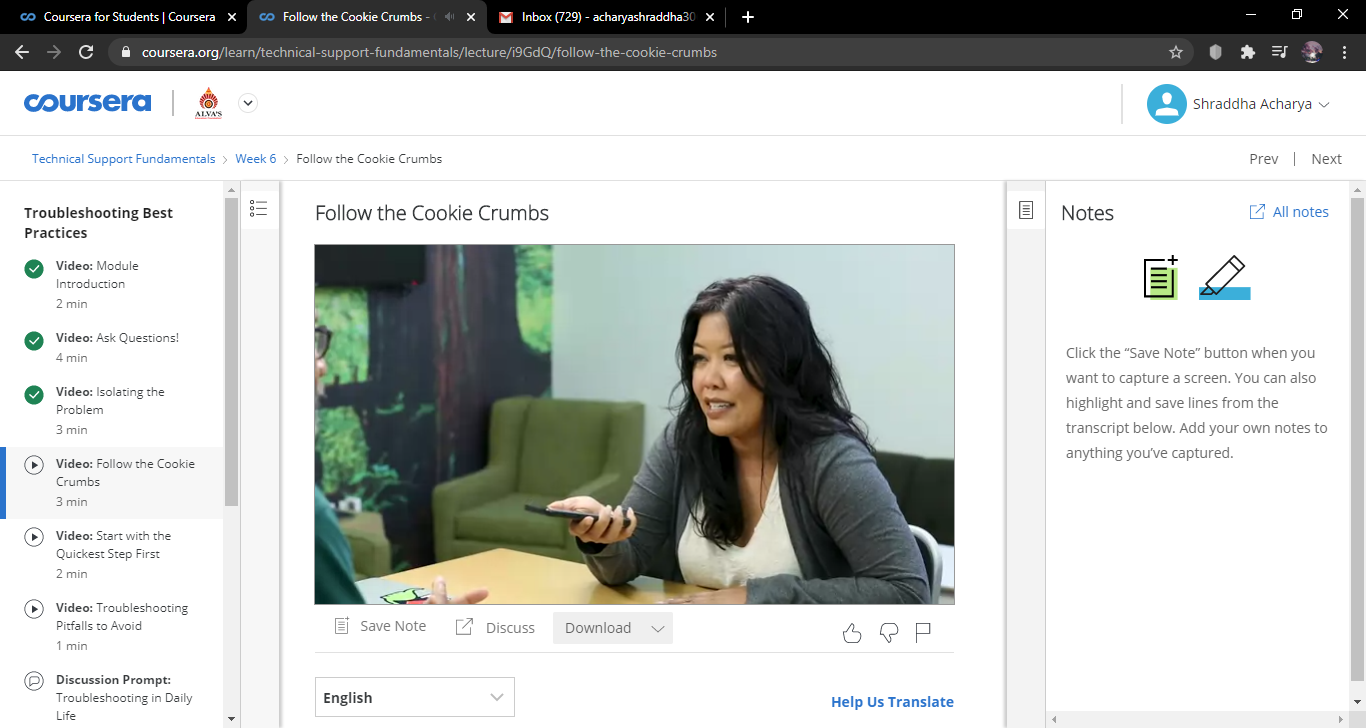 Coursera for Students | Coursera
Follow the Cookie Crumbs -
Inbox (729) - acharyashraddha30
coursera.org/learn/technical-support-fundamentals/lecture/i9GdQ/follow-the-cookie-crumbs
coursera
ALVA'S
Shraddha Acharya
Technical Support Fundamentals > Week 6 > Follow the Cookie Crumbs
Prev | Next
Troubleshooting Best
Practices
Video: Module
Introduction
2 min
Video: Ask Questions!
4 min
Video: Isolating the
Problem
3 min
Video: Follow the Cookie
Crumbs
3 min
Video: Start with the
Quickest Step First
2 min
Video: Troubleshooting
Pitfalls to Avoid
1 min
Discussion Prompt:
Troubleshooting in Daily
Life
Follow the Cookie Crumbs
Save Note
Discuss
Download
English
Help Us Translate
Notes
All notes
Click the “Save Note” button when you
want to capture a screen. You can also
highlight and save lines from the
transcript below. Add your own notes to
anything you’ve captured.